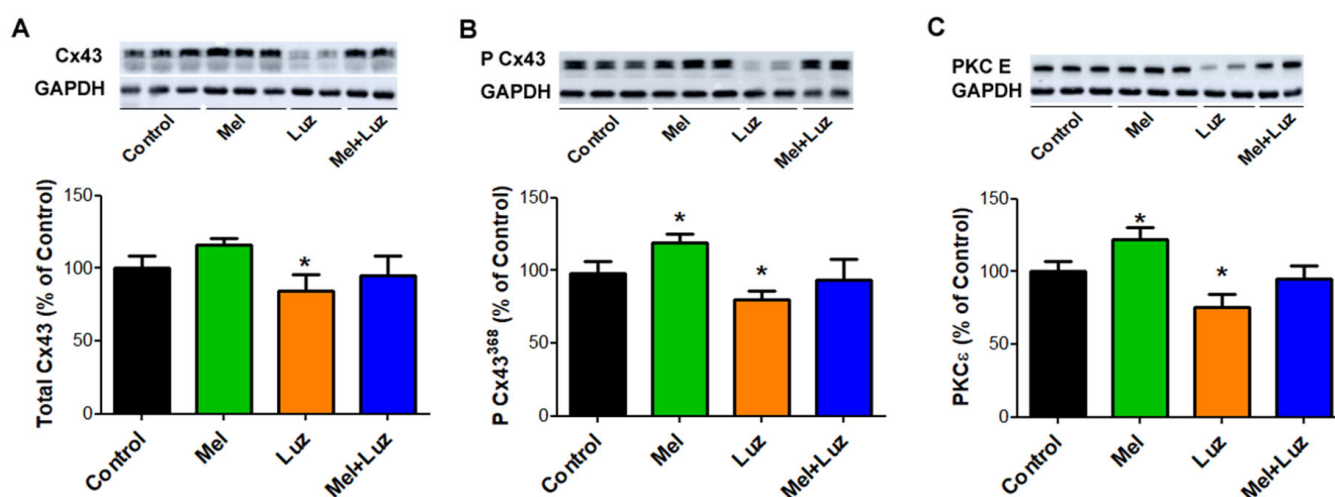 A
Cx43
GAPDH
Control
Mel
Luz
Mel+Luz
Total Cx43 (% of Control)
150
100
50
0
*
Control
Mel
Luz
Mel+Luz
B
P Cx43
GAPDH
Control
Mel
Luz
Mel+Luz
P Cx43³⁶⁸ (% of Control)
150
100
50
0
*
*
Control
Mel
Luz
Mel+Luz
C
PKC E
GAPDH
Control
Mel
Luz
Mel+Luz
PKCε (% of Control)
150
100
50
0
*
*
Control
Mel
Luz
Mel+Luz